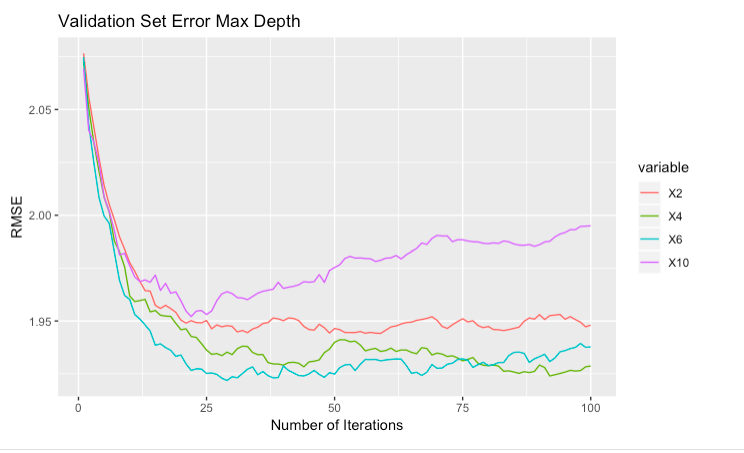 Validation Set Error Max Depth
2.05
2.00
1.95
RMSE
0 25 50 75 100
Number of Iterations
variable
X2
X4
X6
X10